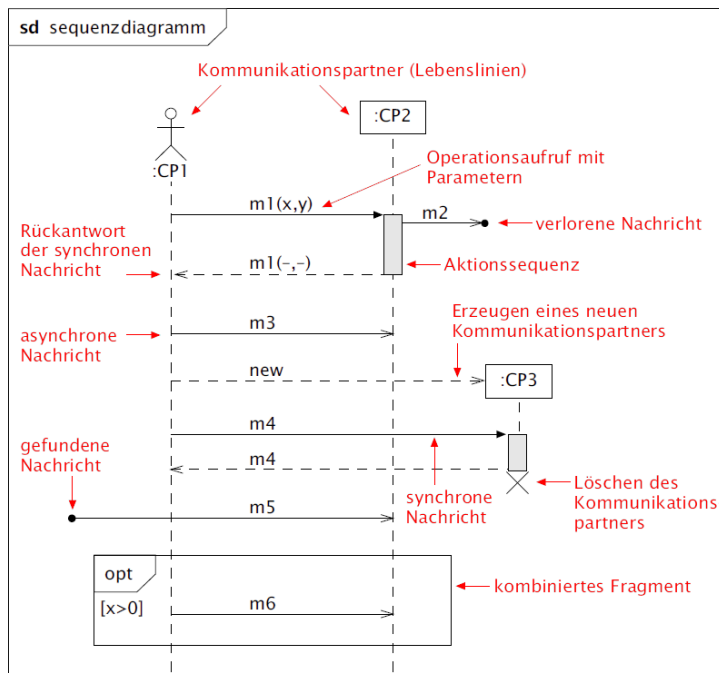 sd sequenzdiagramm
Kommunikationspartner (Lebenslinien)
:CP1
:CP2
Operationsaufruf mit
Parametern
m1(x,y)
m2
verlorene Nachricht
Rückantwort
der synchronen
Nachricht
m1(-,-)
Aktionssequenz
Erzeugen eines neuen
Kommunikationspartners
asynchrone
Nachricht
m3
new
:CP3
m4
gefundene
Nachricht
m4
synchrone
Nachricht
Löschen des
Kommunikations
partners
m5
opt
kombiniertes Fragment
[x>0]
m6